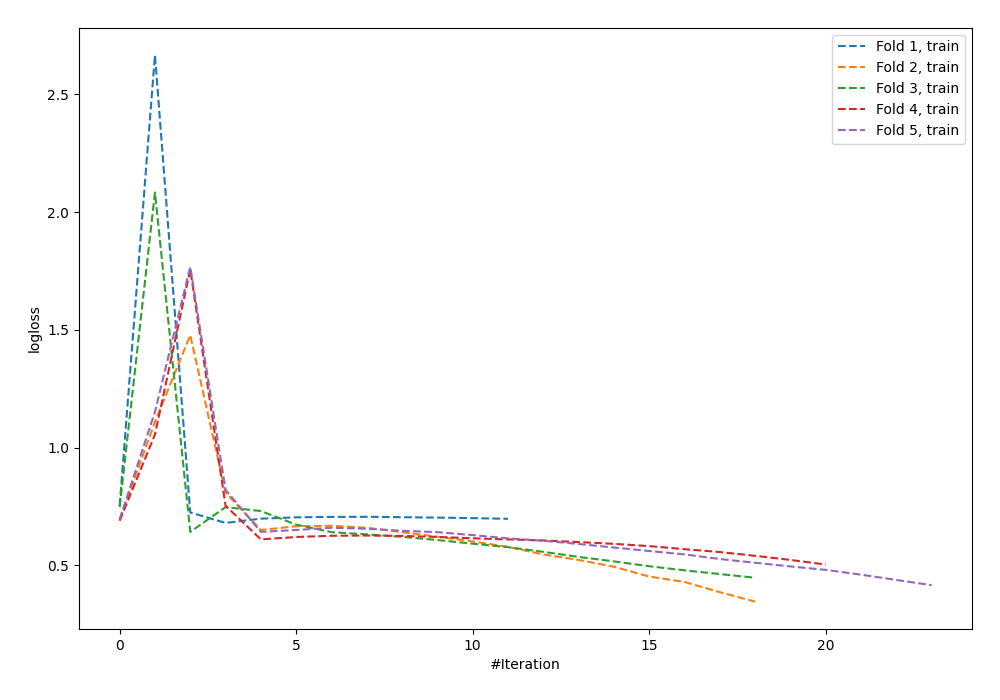 Fold 1, train
Fold 2, train
Fold 3, train
Fold 4, train
Fold 5, train
2.5
2.0
1.5
1.0
0.5
logloss
0 5 10 15 20
#Iteration